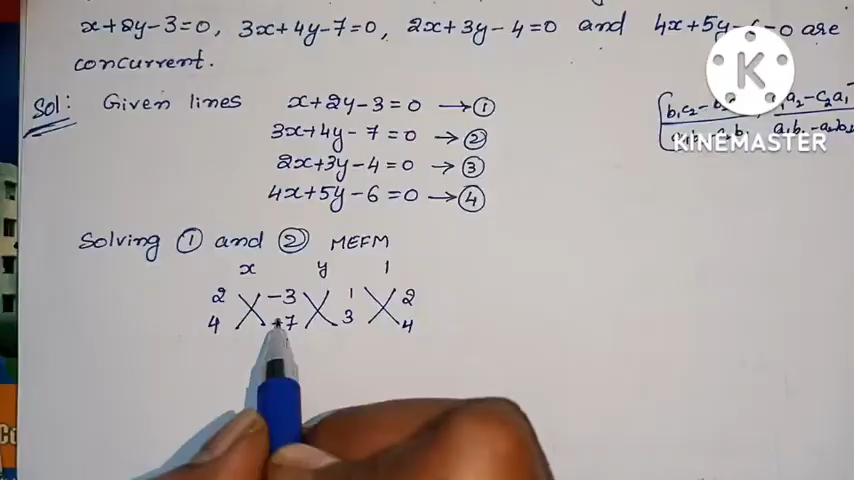 x+2y-3=0, 3x+4y-7=0, 2x+3y-4=0 and 4x+5y-6=0 are
concurrent.
KINEMASTER
Sol: Given lines x+2y-3=0 → ①
3x+4y-7=0 → ②
2x+3y-4=0 → ③
4x+5y-6=0 → ④
Solving ① and ② MEFM
x y 1
2 -3 1 2
4 -7 3 4